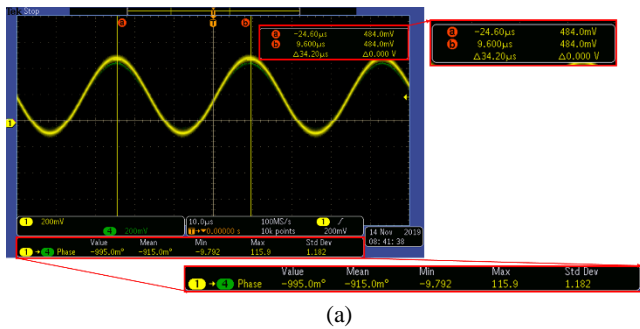 Tek Stop
T
a
b
a -24.60µs 484.0mV
b 9.600µs 484.0mV
Δ34.20µs Δ0.000 V
a -24.60µs 484.0mV
b 9.600µs 484.0mV
Δ34.20µs Δ0.000 V
1
1 200mV
4 200mV
10.0µs 100MS/s 1
T→▼0.00000 s 10k points 200mV
Value Mean Min Max Std Dev
1→4 Phase -995.0m° -915.0m° -9.792 115.9 1.182
14 Nov 2019
08:41:38
Value Mean Min Max Std Dev
1→4 Phase -995.0m° -915.0m° -9.792 115.9 1.182
(a)